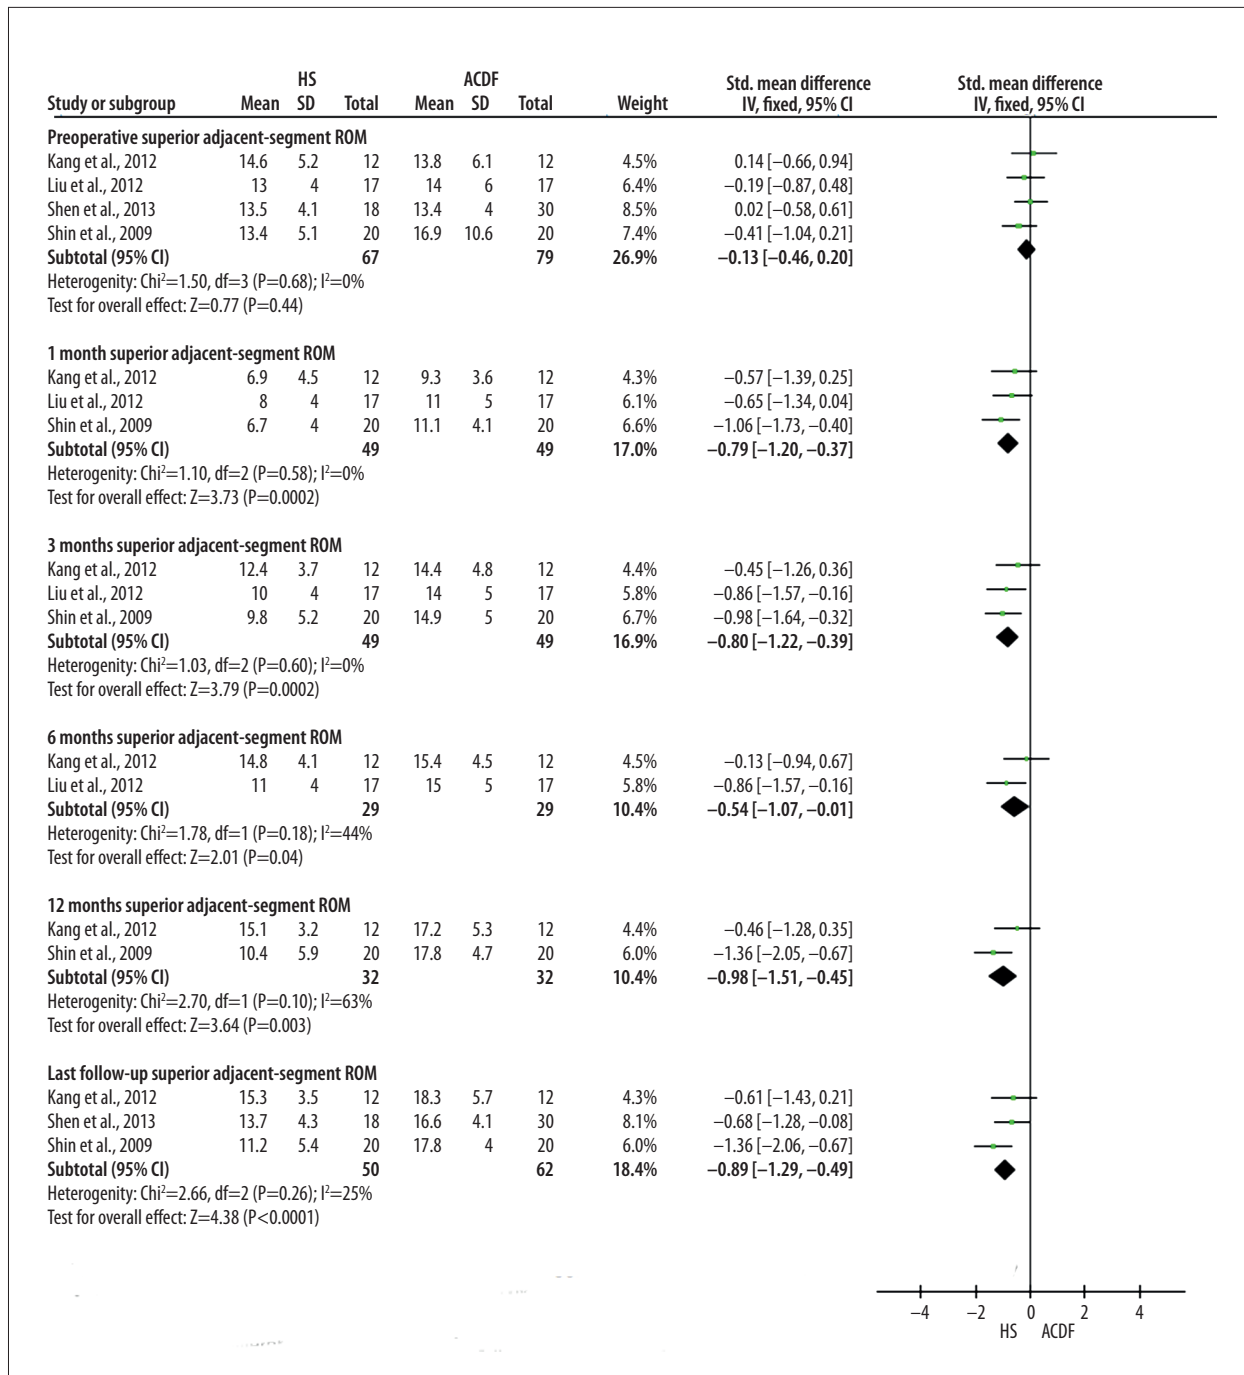 HS ACDF Std. mean difference Std. mean difference
Study or subgroup Mean SD Total Mean SD Total Weight IV, fixed, 95% CI IV, fixed, 95% CI
Preoperative superior adjacent-segment ROM
Kang et al., 2012 14.6 5.2 12 13.8 6.1 12 4.5% 0.14 [−0.66, 0.94]
Liu et al., 2012 13 4 17 14 6 17 6.4% −0.19 [−0.87, 0.48]
Shen et al., 2013 13.5 4.1 18 13.4 4 30 8.5% 0.02 [−0.58, 0.61]
Shin et al., 2009 13.4 5.1 20 16.9 10.6 20 7.4% −0.41 [−1.04, 0.21]
Subtotal (95% CI) 67 79 26.9% −0.13 [−0.46, 0.20]
Heterogenity: Chi²=1.50, df=3 (P=0.68); I²=0%
Test for overall effect: Z=0.77 (P=0.44)
1 month superior adjacent-segment ROM
Kang et al., 2012 6.9 4.5 12 9.3 3.6 12 4.3% −0.57 [−1.39, 0.25]
Liu et al., 2012 8 4 17 11 5 17 6.1% −0.65 [−1.34, 0.04]
Shin et al., 2009 6.7 4 20 11.1 4.1 20 6.6% −1.06 [−1.73, −0.40]
Subtotal (95% CI) 49 49 17.0% −0.79 [−1.20, −0.37]
Heterogenity: Chi²=1.10, df=2 (P=0.58); I²=0%
Test for overall effect: Z=3.73 (P=0.0002)
3 months superior adjacent-segment ROM
Kang et al., 2012 12.4 3.7 12 14.4 4.8 12 4.4% −0.45 [−1.26, 0.36]
Liu et al., 2012 10 4 17 14 5 17 5.8% −0.86 [−1.57, −0.16]
Shin et al., 2009 9.8 5.2 20 14.9 5 20 6.7% −0.98 [−1.64, −0.32]
Subtotal (95% CI) 49 49 16.9% −0.80 [−1.22, −0.39]
Heterogenity: Chi²=1.03, df=2 (P=0.60); I²=0%
Test for overall effect: Z=3.79 (P=0.0002)
6 months superior adjacent-segment ROM
Kang et al., 2012 14.8 4.1 12 15.4 4.5 12 4.5% −0.13 [−0.94, 0.67]
Liu et al., 2012 11 4 17 15 5 17 5.8% −0.86 [−1.57, −0.16]
Subtotal (95% CI) 29 29 10.4% −0.54 [−1.07, −0.01]
Heterogenity: Chi²=1.78, df=1 (P=0.18); I²=44%
Test for overall effect: Z=2.01 (P=0.04)
12 months superior adjacent-segment ROM
Kang et al., 2012 15.1 3.2 12 17.2 5.3 12 4.4% −0.46 [−1.28, 0.35]
Shin et al., 2009 10.4 5.9 20 17.8 4.7 20 6.0% −1.36 [−2.05, −0.67]
Subtotal (95% CI) 32 32 10.4% −0.98 [−1.51, −0.45]
Heterogenity: Chi²=2.70, df=1 (P=0.10); I²=63%
Test for overall effect: Z=3.64 (P=0.003)
Last follow-up superior adjacent-segment ROM
Kang et al., 2012 15.3 3.5 12 18.3 5.7 12 4.3% −0.61 [−1.43, 0.21]
Shen et al., 2013 13.7 4.3 18 16.6 4.1 30 8.1% −0.68 [−1.28, −0.08]
Shin et al., 2009 11.2 5.4 20 17.8 4 20 6.0% −1.36 [−2.06, −0.67]
Subtotal (95% CI) 50 62 18.4% −0.89 [−1.29, −0.49]
Heterogenity: Chi²=2.66, df=2 (P=0.26); I²=25%
Test for overall effect: Z=4.38 (P<0.0001)
−4 −2 0 2 4
HS ACDF